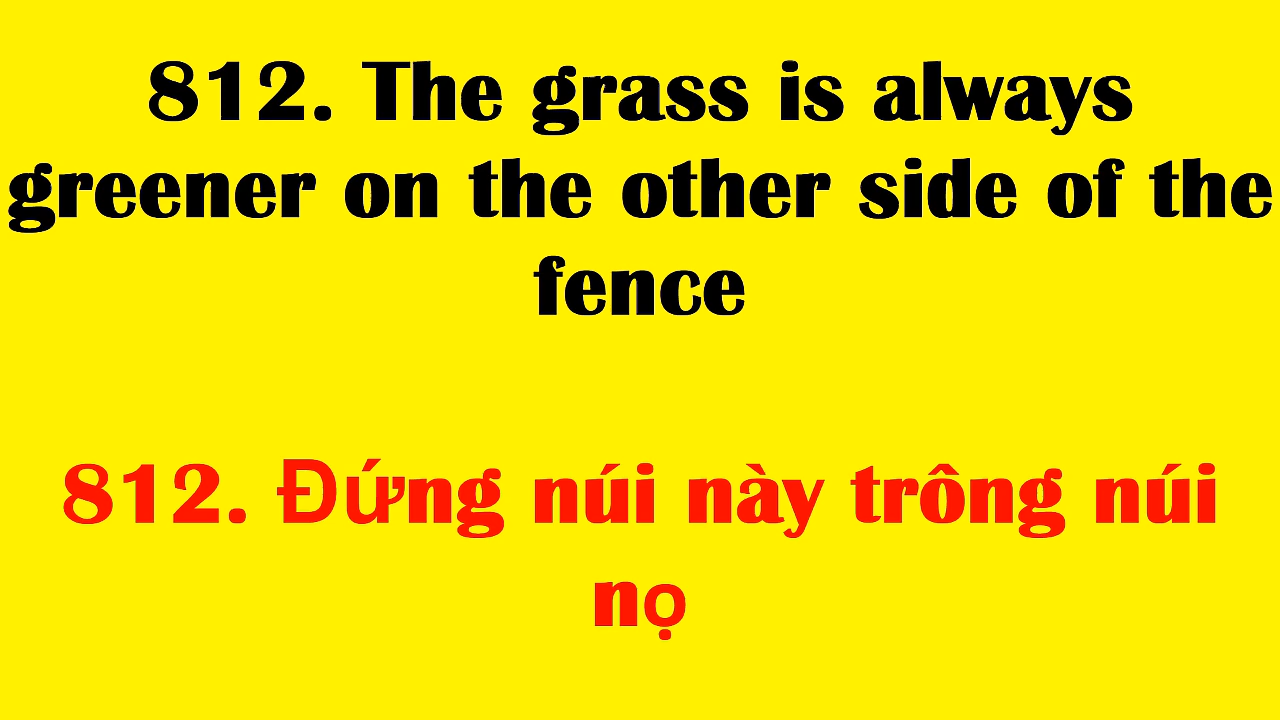 812. The grass is always
greener on the other side of the
fence
812. Đứng núi này trông núi
nọ